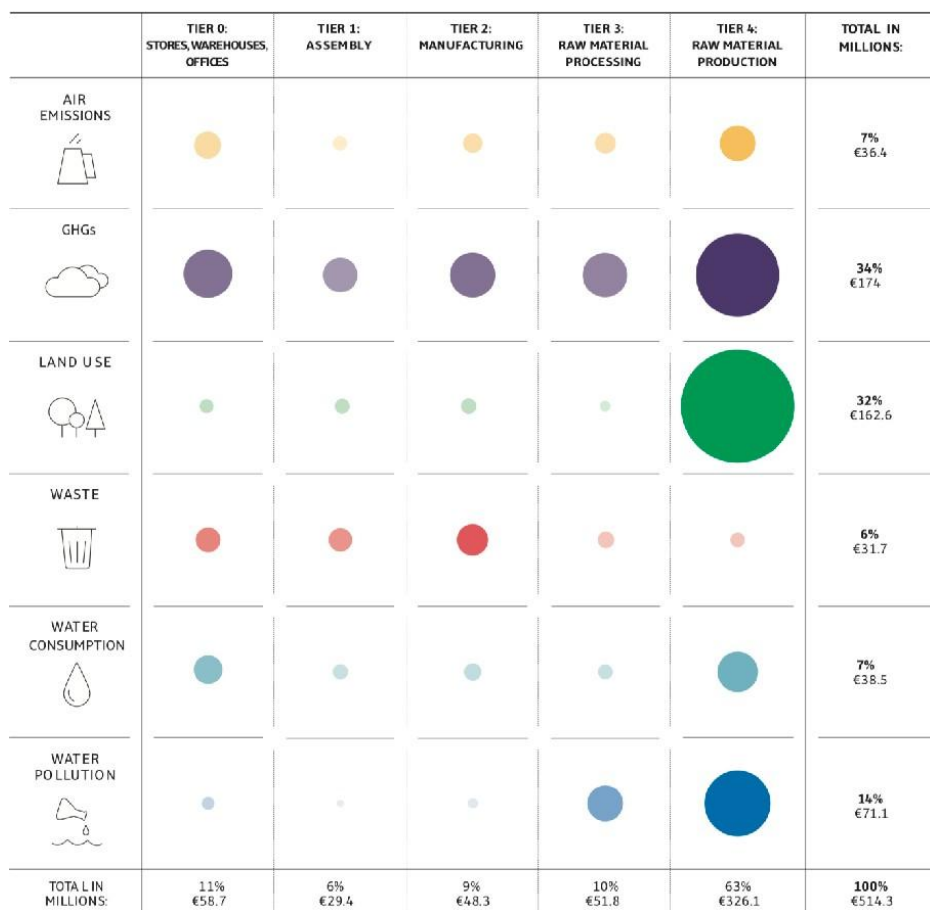 TIER 0:
STORES, WAREHOUSES,
OFFICES
TIER 1:
ASSEMBLY
TIER 2:
MANUFACTURING
TIER 3:
RAW MATERIAL
PROCESSING
TIER 4:
RAW MATERIAL
PRODUCTION
TOTAL IN
MILLIONS:
AIR
EMISSIONS
7%
€36.4
GHGs
34%
€174
LAND USE
32%
€162.6
WASTE
6%
€31.7
WATER
CONSUMPTION
7%
€38.5
WATER
POLLUTION
14%
€71.1
TOTAL IN
MILLIONS:
11%
€58.7
6%
€29.4
9%
€48.3
10%
€51.8
63%
€326.1
100%
€514.3